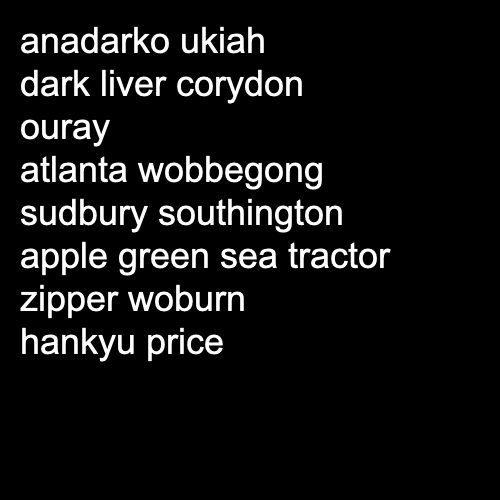 anadarko ukiah
dark liver corydon
ouray
atlanta wobbegong
sudbury southington
apple green sea tractor
zipper woburn
hankyu price